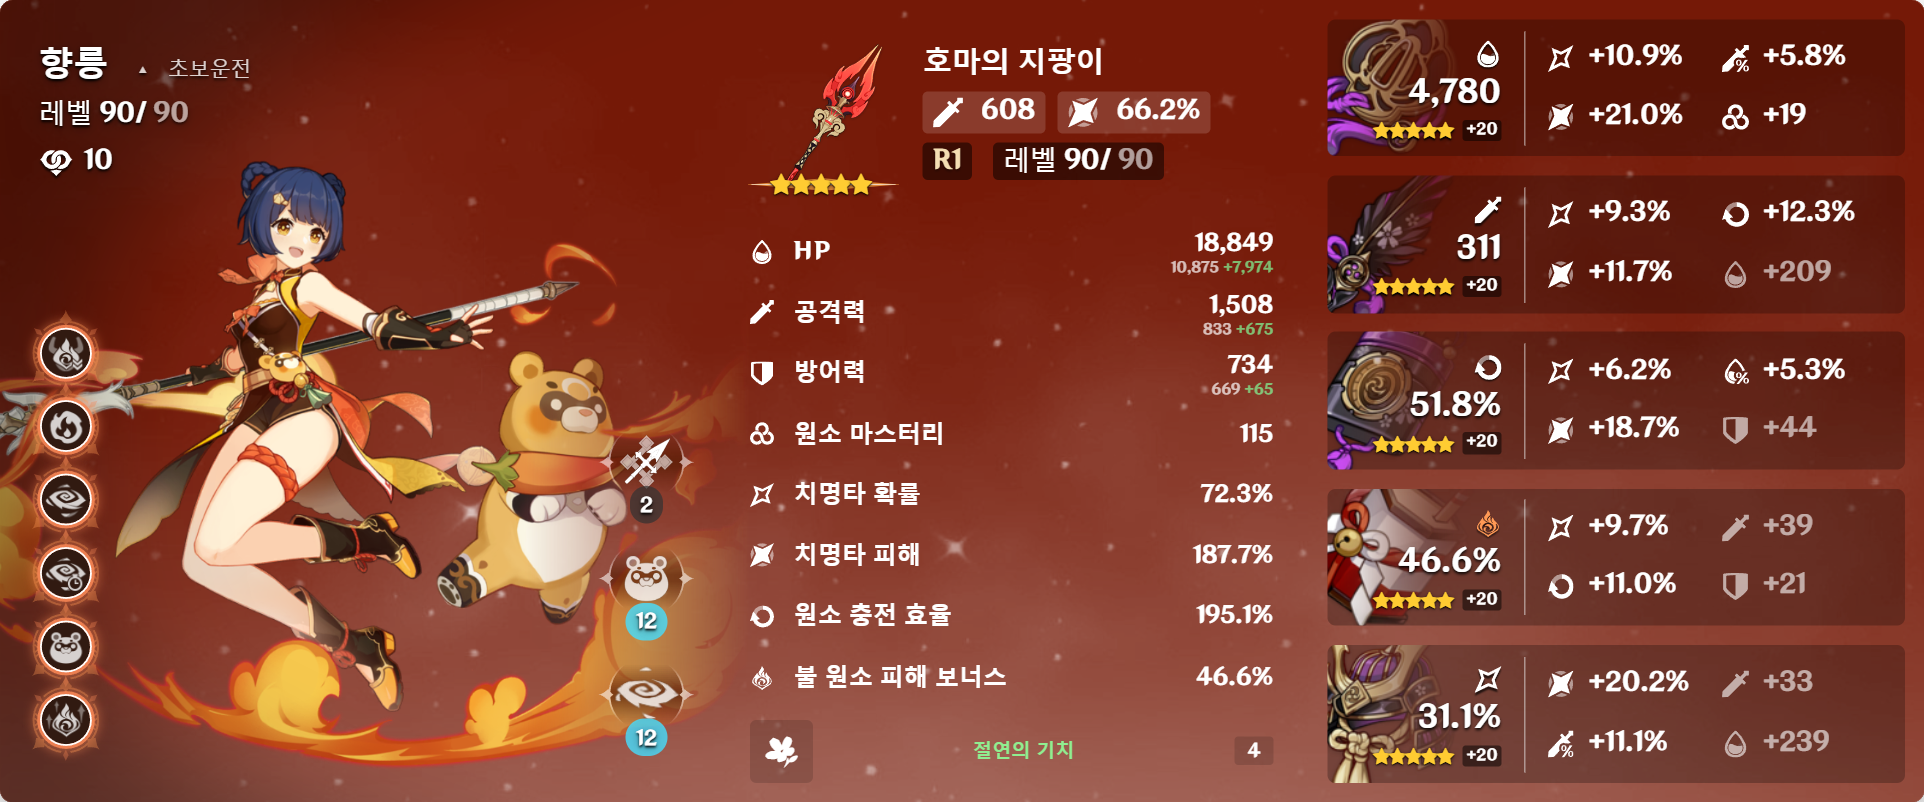 향릉 ▲ 초보운전
레벨 90/ 90
10
2
12
12
호마의 지팡이
608 66.2%
R1 레벨 90/ 90
HP 18,849
10,875 +7,974
공격력 1,508
833 +675
방어력 734
669 +65
원소 마스터리 115
치명타 확률 72.3%
치명타 피해 187.7%
원소 충전 효율 195.1%
불 원소 피해 보너스 46.6%
절연의 기치 4
4,780
+20
+10.9% +5.8%
+21.0% +19
311
+20
+9.3% +12.3%
+11.7% +209
51.8%
+20
+6.2% +5.3%
+18.7% +44
46.6%
+20
+9.7% +39
+11.0% +21
31.1%
+20
+20.2% +33
+11.1% +239